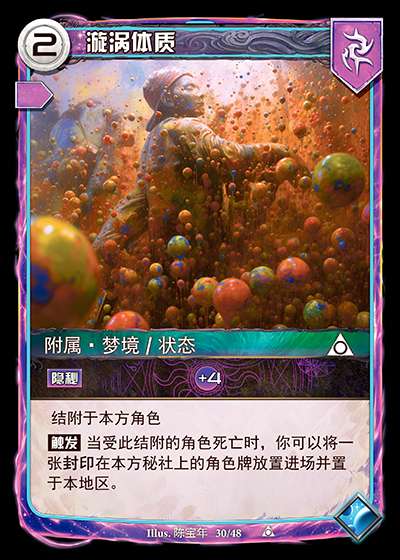 2 漩涡体质
附属·梦境/状态
隐秘 +4
结附于本方角色
触发 当受此结附的角色死亡时，你可以将一
张封印在本方秘社上的角色牌放置进场并置
于本地区。
Illus. 陈宝年 30/48